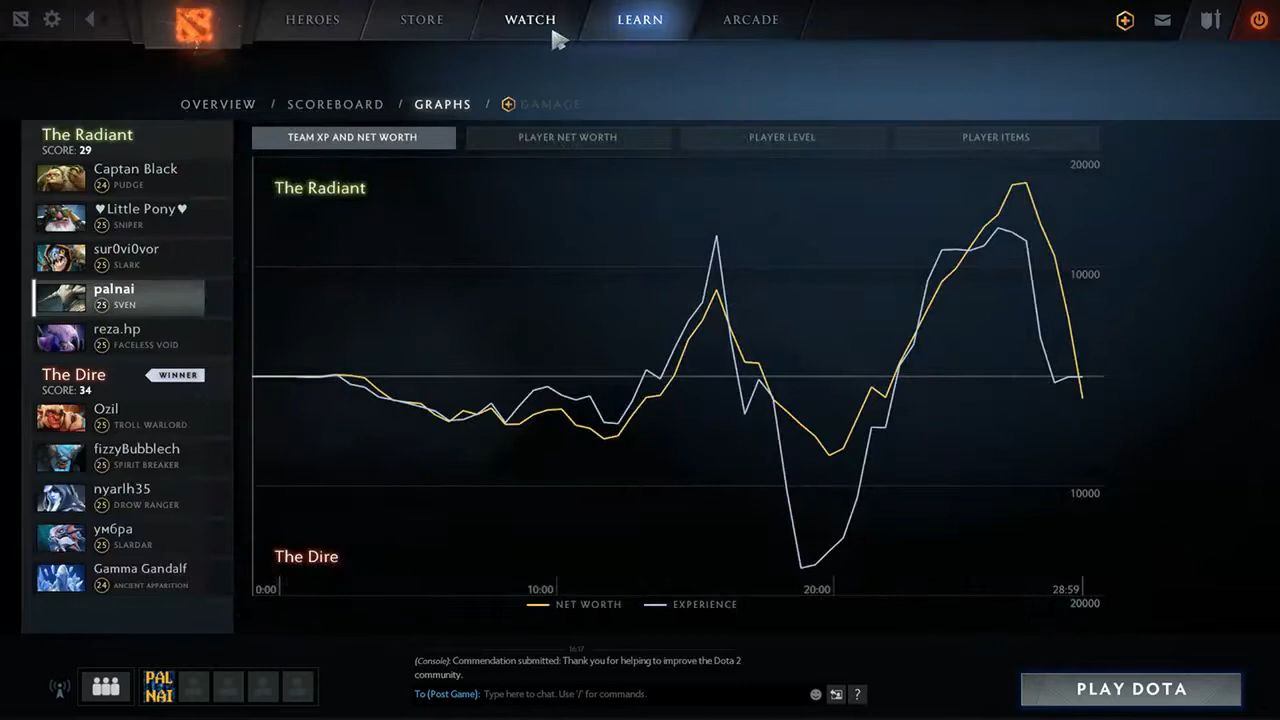 HEROES
STORE
WATCH
LEARN
ARCADE
OVERVIEW / SCOREBOARD / GRAPHS / DAMAGE
TEAM XP AND NET WORTH
PLAYER NET WORTH
PLAYER LEVEL
PLAYER ITEMS
The Radiant
SCORE: 29
Captan Black
24 PUDGE
♥Little Pony♥
25 SNIPER
sur0vi0vor
25 SLARK
palnai
25 SVEN
reza.hp
25 FACELESS VOID
The Dire
WINNER
SCORE: 34
Ozil
25 TROLL WARLORD
fizzyBubblech
25 SPIRIT BREAKER
nyarlh35
25 DROW RANGER
умбра
25 SLARDAR
Gamma Gandalf
24 ANCIENT APPARITION
The Radiant
20000
10000
10000
The Dire
0:00
10:00
20:00
28:59
20000
NET WORTH
EXPERIENCE
PAL
NAI
16:17
(Console): Commendation submitted: Thank you for helping to improve the Dota 2
community.
To (Post Game): Type here to chat. Use '/' for commands.
?
PLAY DOTA